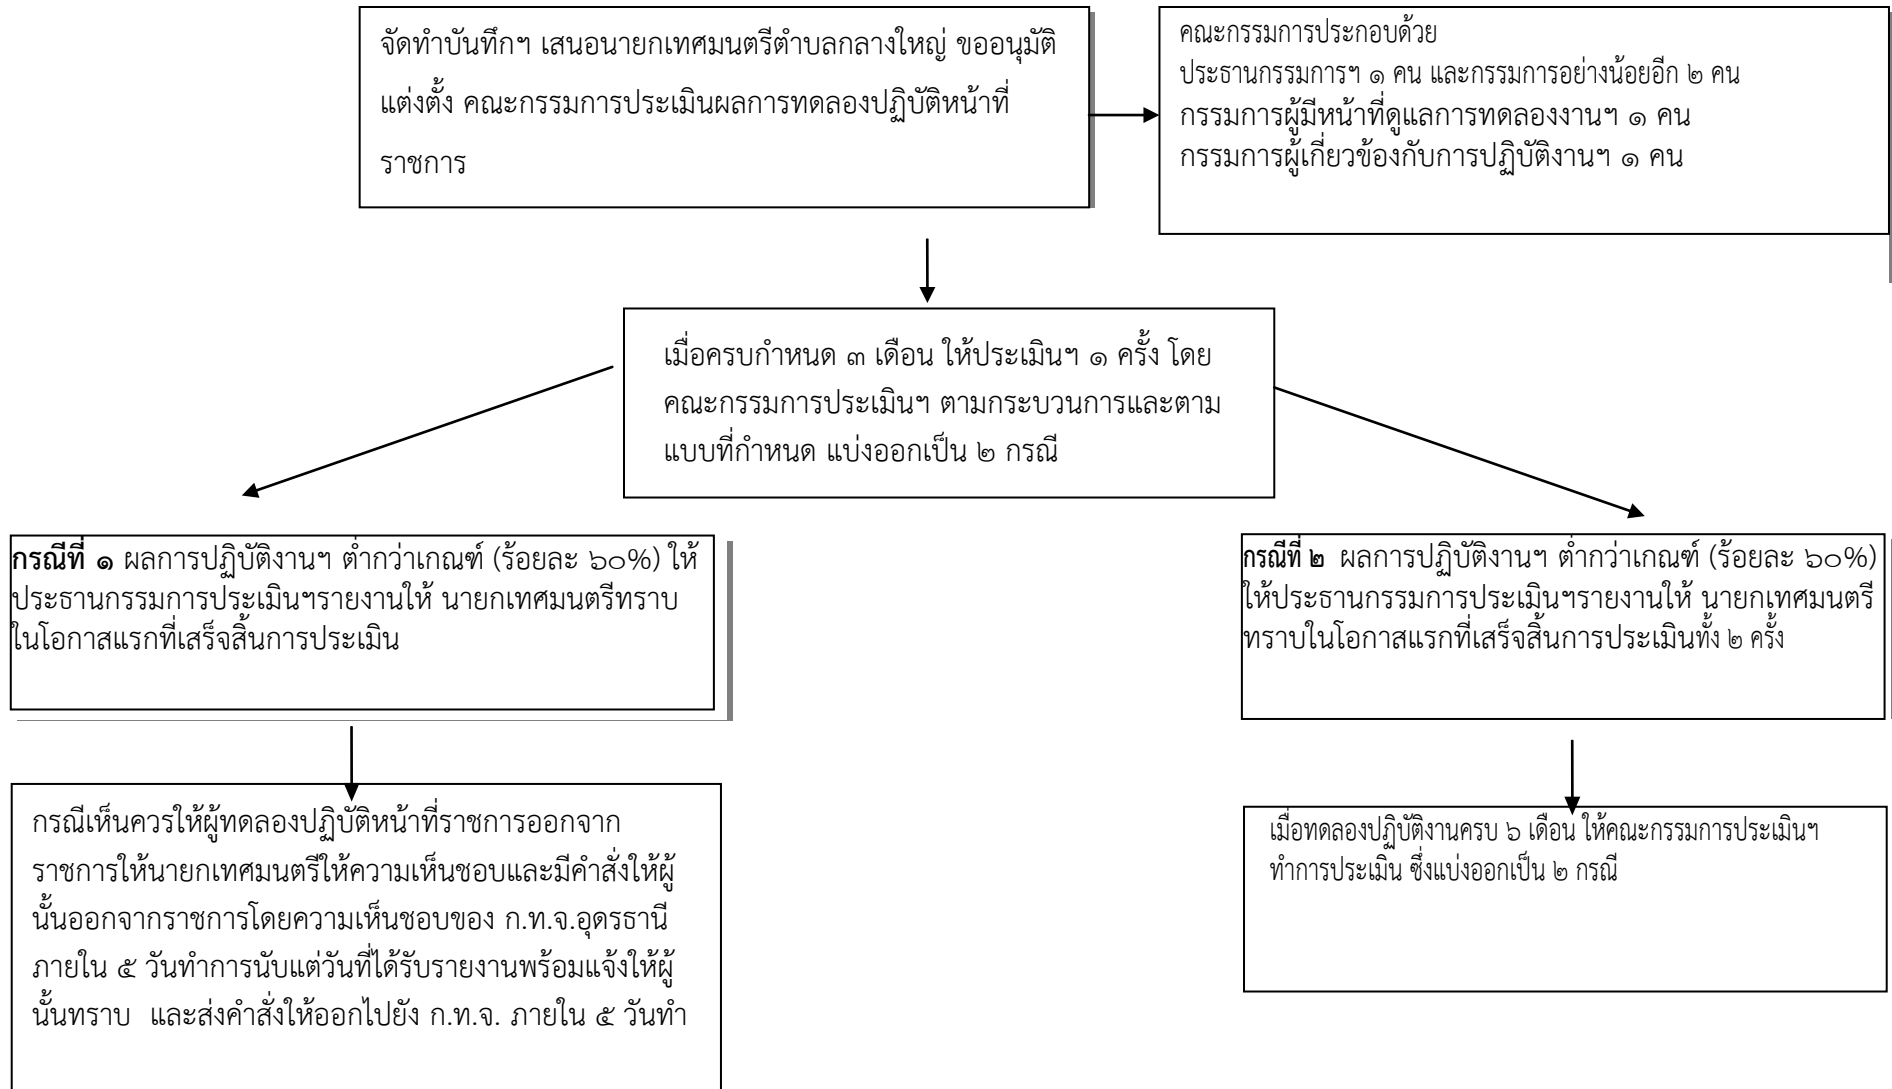 จัดทำบันทึกฯ เสนอนายกเทศมนตรีตำบลกลางใหญ่ ขออนุมัติ
แต่งตั้ง คณะกรรมการประเมินผลการทดลองปฏิบัติหน้าที่
ราชการ
คณะกรรมการประกอบด้วย
ประธานกรรมการฯ ๑ คน และกรรมการอย่างน้อยอีก ๒ คน
กรรมการผู้มีหน้าที่ดูแลการทดลองงานฯ ๑ คน
กรรมการผู้เกี่ยวข้องกับการปฏิบัติงานฯ ๑ คน
เมื่อครบกำหนด ๓ เดือน ให้ประเมินฯ ๑ ครั้ง โดย
คณะกรรมการประเมินฯ ตามกระบวนการและตาม
แบบที่กำหนด แบ่งออกเป็น ๒ กรณี
กรณีที่ ๑ ผลการปฏิบัติงานฯ ต่ำกว่าเกณฑ์ (ร้อยละ ๖๐%) ให้
ประธานกรรมการประเมินฯรายงานให้ นายกเทศมนตรีทราบ
ในโอกาสแรกที่เสร็จสิ้นการประเมิน
กรณีที่ ๒ ผลการปฏิบัติงานฯ ต่ำกว่าเกณฑ์ (ร้อยละ ๖๐%)
ให้ประธานกรรมการประเมินฯรายงานให้ นายกเทศมนตรี
ทราบในโอกาสแรกที่เสร็จสิ้นการประเมินทั้ง ๒ ครั้ง
กรณีเห็นควรให้ผู้ทดลองปฏิบัติหน้าที่ราชการออกจาก
ราชการให้นายกเทศมนตรีให้ความเห็นชอบและมีคำสั่งให้ผู้
นั้นออกจากราชการโดยความเห็นชอบของ ก.ท.จ.อุดรธานี
ภายใน ๕ วันทำการนับแต่วันที่ได้รับรายงานพร้อมแจ้งให้ผู้
นั้นทราบ และส่งคำสั่งให้ออกไปยัง ก.ท.จ. ภายใน ๕ วันทำ
เมื่อทดลองปฏิบัติงานครบ ๖ เดือน ให้คณะกรรมการประเมินฯ
ทำการประเมิน ซึ่งแบ่งออกเป็น ๒ กรณี